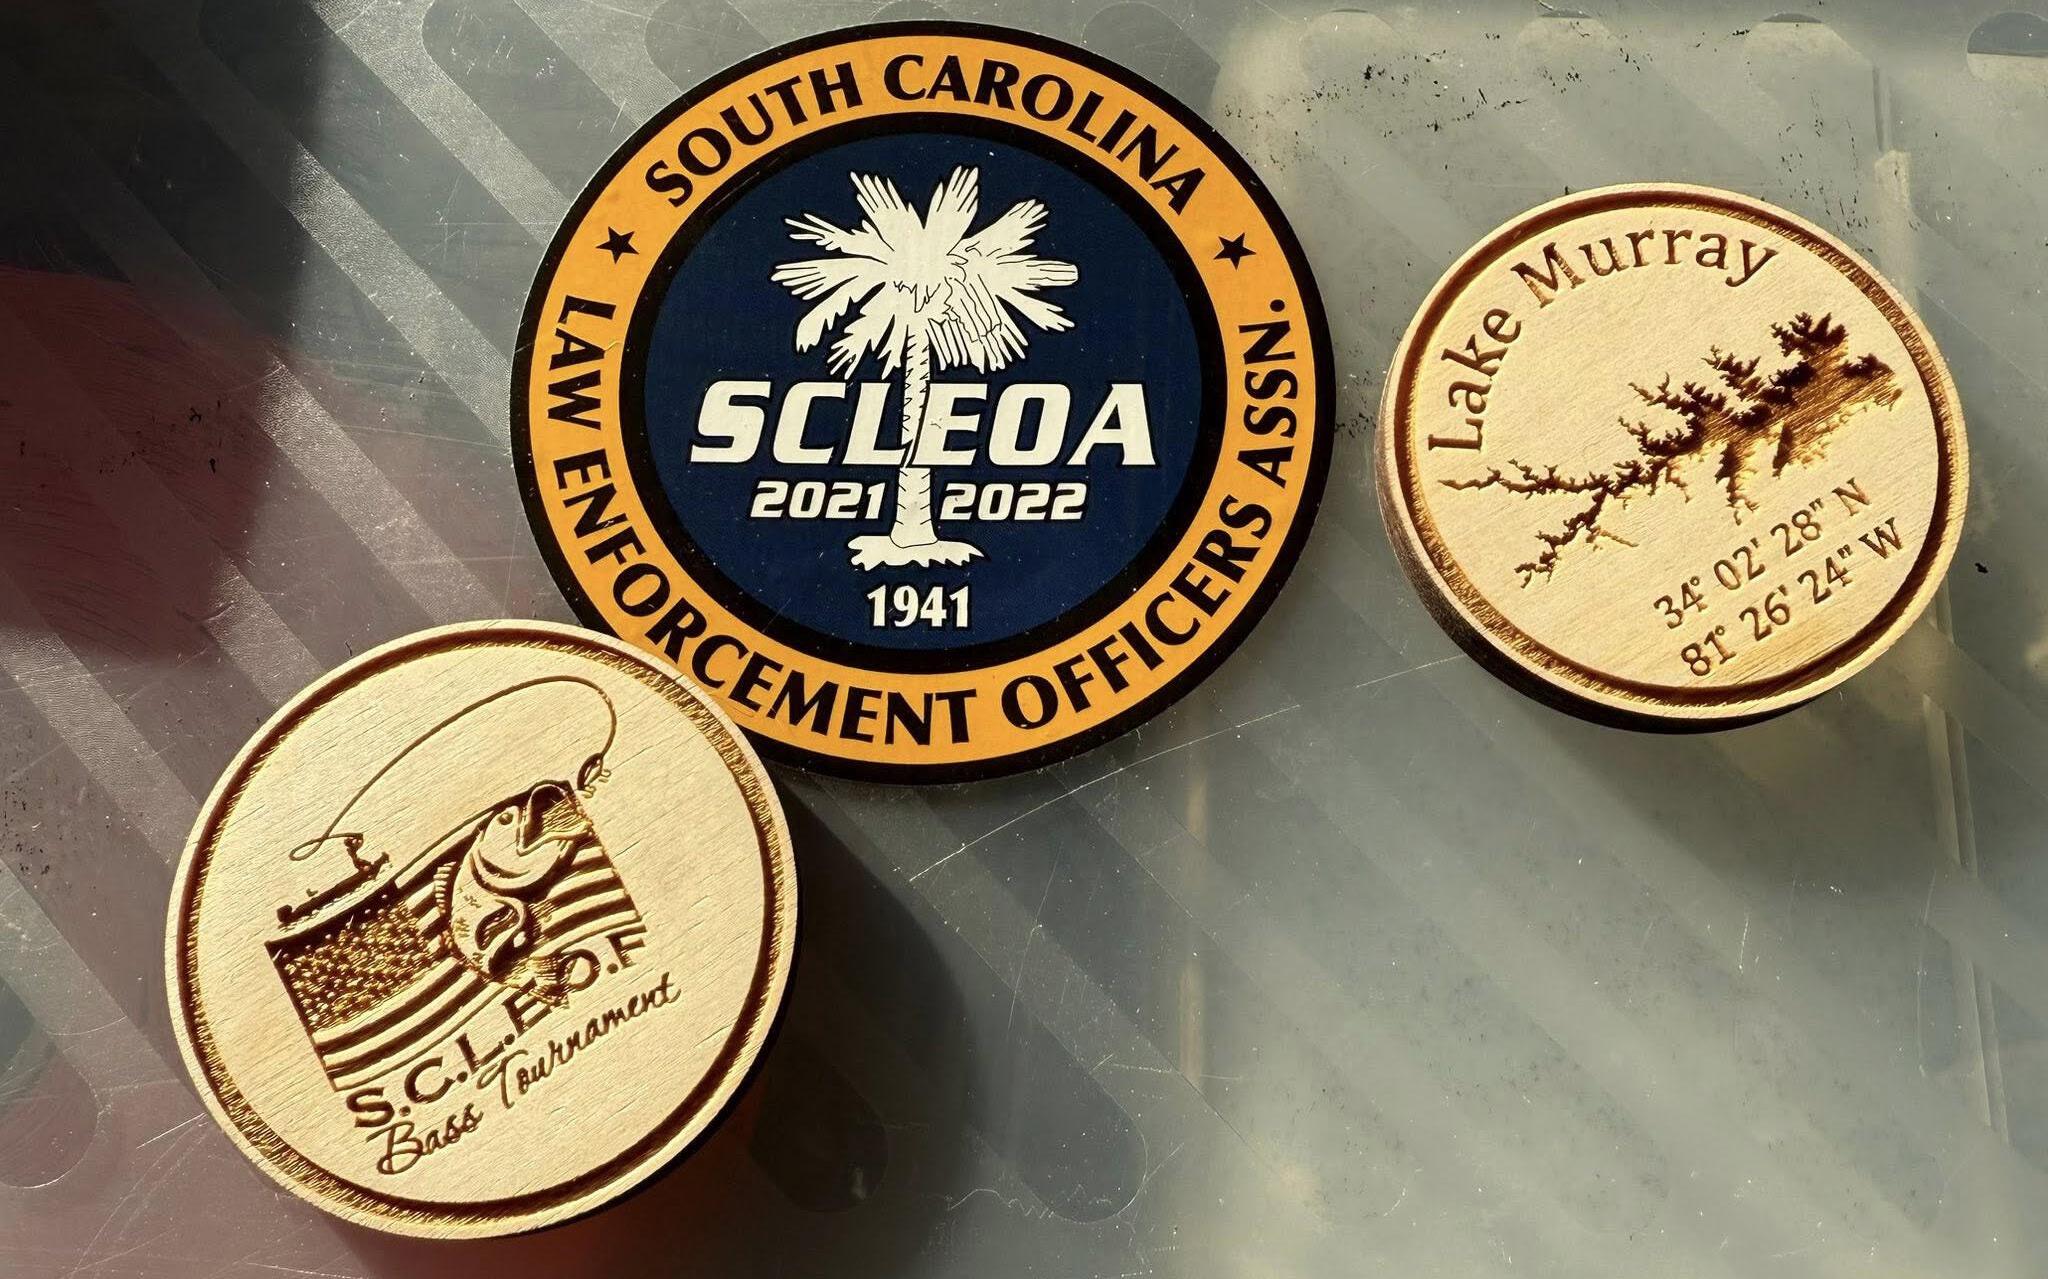 SOUTH CAROLINA
LAW ENFORCEMENT OFFICERS ASSN.
SCLEOA
2021 2022
1941
Lake Murray
34° 02' 28" N
81° 26' 24" W
S.C.L.E.O.F
Bass Tournament